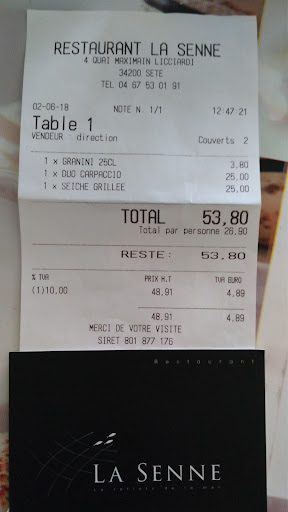 RESTAURANT LA SENNE
4 QUAI MAXIMAIN LICCIARDI
34200 SETE
TEL 04 67 53 01 91
02-06-18 NOTE N. 1/1 12:47:21
Table 1
VENDEUR : direction Couverts 2
1 x GRANINI 25CL 3,80
1 x DUO CARPACCIO 25,00
1 x SEICHE GRILLEE 25,00
TOTAL 53,80
Total par personne 26,90
RESTE: 53,80
% TVA PRIX H.T TVA EURO
(1)10,00 48,91 4,89
48,91 4,89
MERCI DE VOTRE VISITE
SIRET 801 877 176
Restaurant
LA SENNE